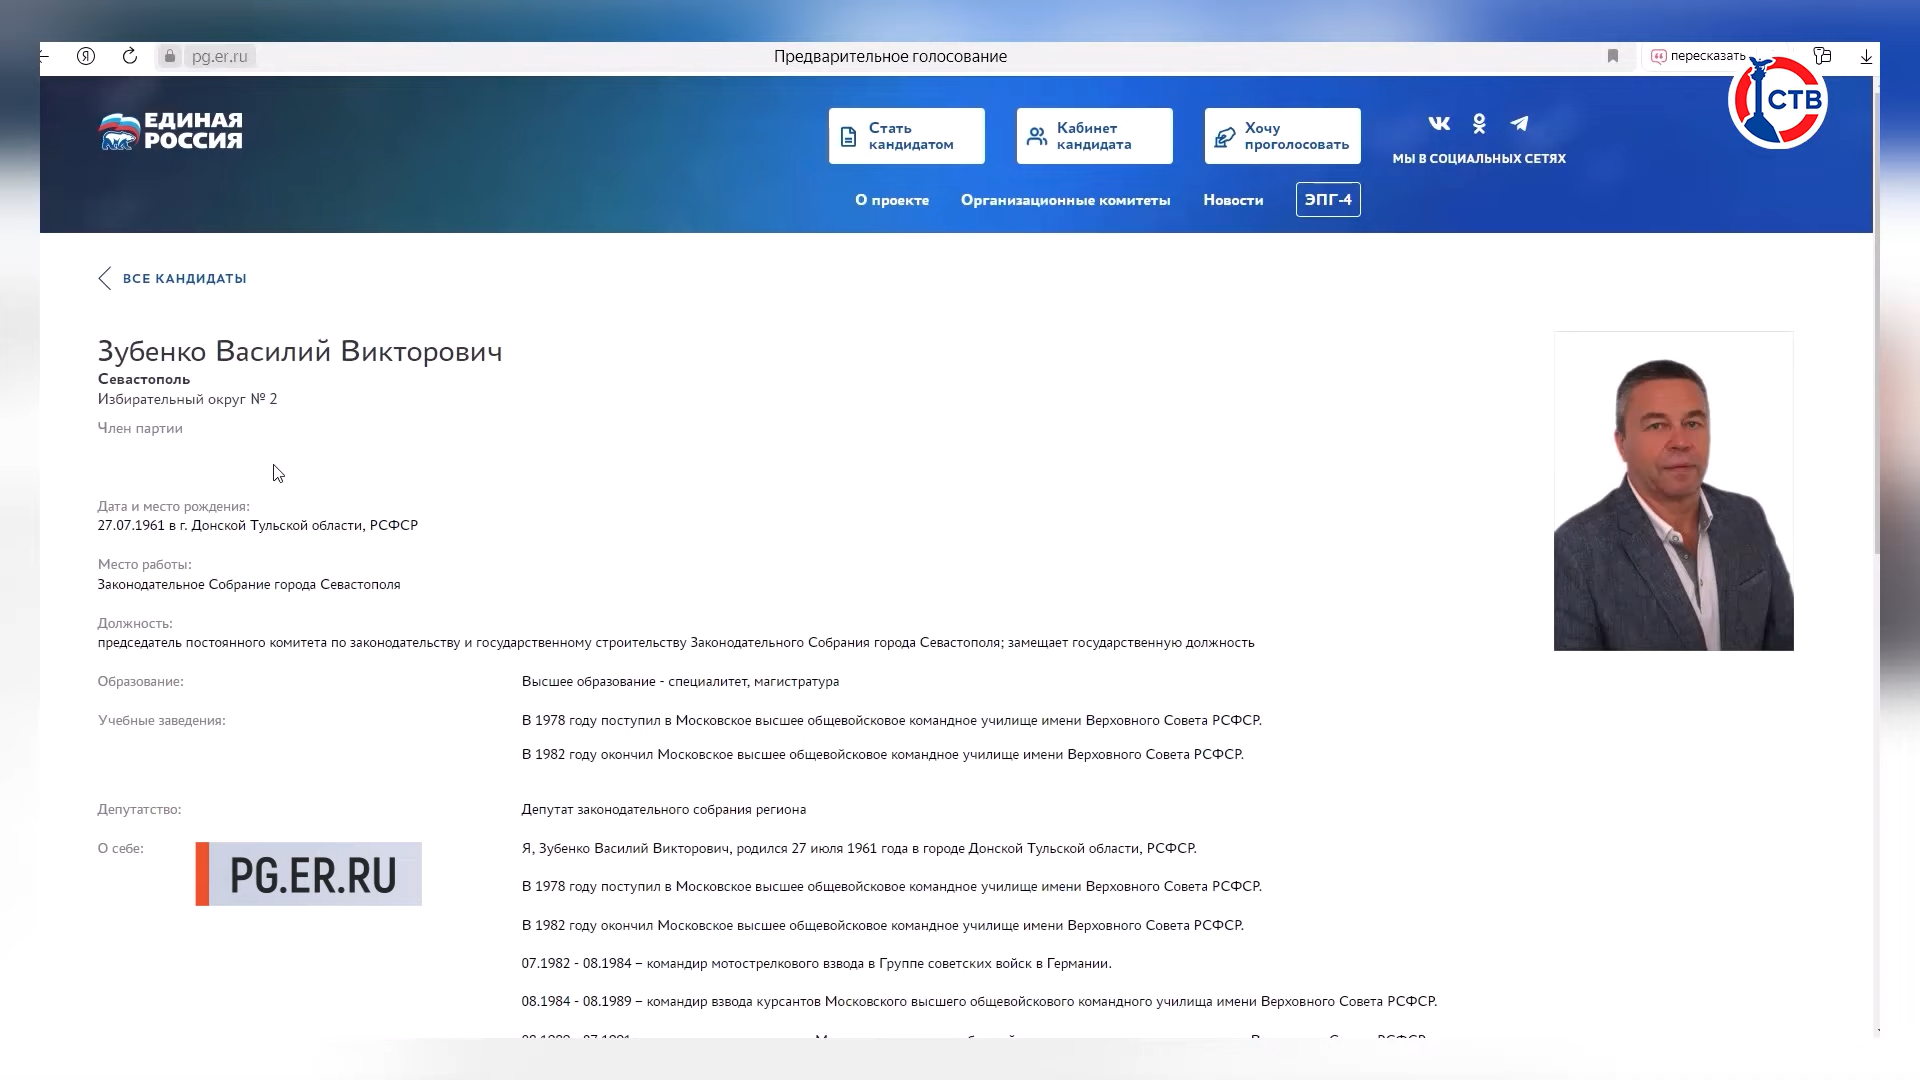 pg.er.ru
Предварительное голосование
пересказать
СТВ
ЕДИНАЯ
РОССИЯ
Стать
кандидатом
Кабинет
кандидата
Хочу
проголосовать
МЫ В СОЦИАЛЬНЫХ СЕТЯХ
О проекте
Организационные комитеты
Новости
ЭПГ-4
ВСЕ КАНДИДАТЫ
Зубенко Василий Викторович
Севастополь
Избирательный округ № 2
Член партии
Дата и место рождения:
27.07.1961 в г. Донской Тульской области, РСФСР
Место работы:
Законодательное Собрание города Севастополя
Должность:
председатель постоянного комитета по законодательству и государственному строительству Законодательного Собрания города Севастополя; замещает государственную должность
Образование:
Высшее образование - специалитет, магистратура
Учебные заведения:
В 1978 году поступил в Московское высшее общевойсковое командное училище имени Верховного Совета РСФСР.
В 1982 году окончил Московское высшее общевойсковое командное училище имени Верховного Совета РСФСР.
Депутатство:
Депутат законодательного собрания региона
О себе:
PG.ER.RU
Я, Зубенко Василий Викторович, родился 27 июля 1961 года в городе Донской Тульской области, РСФСР.
В 1978 году поступил в Московское высшее общевойсковое командное училище имени Верховного Совета РСФСР.
В 1982 году окончил Московское высшее общевойсковое командное училище имени Верховного Совета РСФСР.
07.1982 - 08.1984 – командир мотострелкового взвода в Группе советских войск в Германии.
08.1984 - 08.1989 – командир взвода курсантов Московского высшего общевойскового командного училища имени Верховного Совета РСФСР.